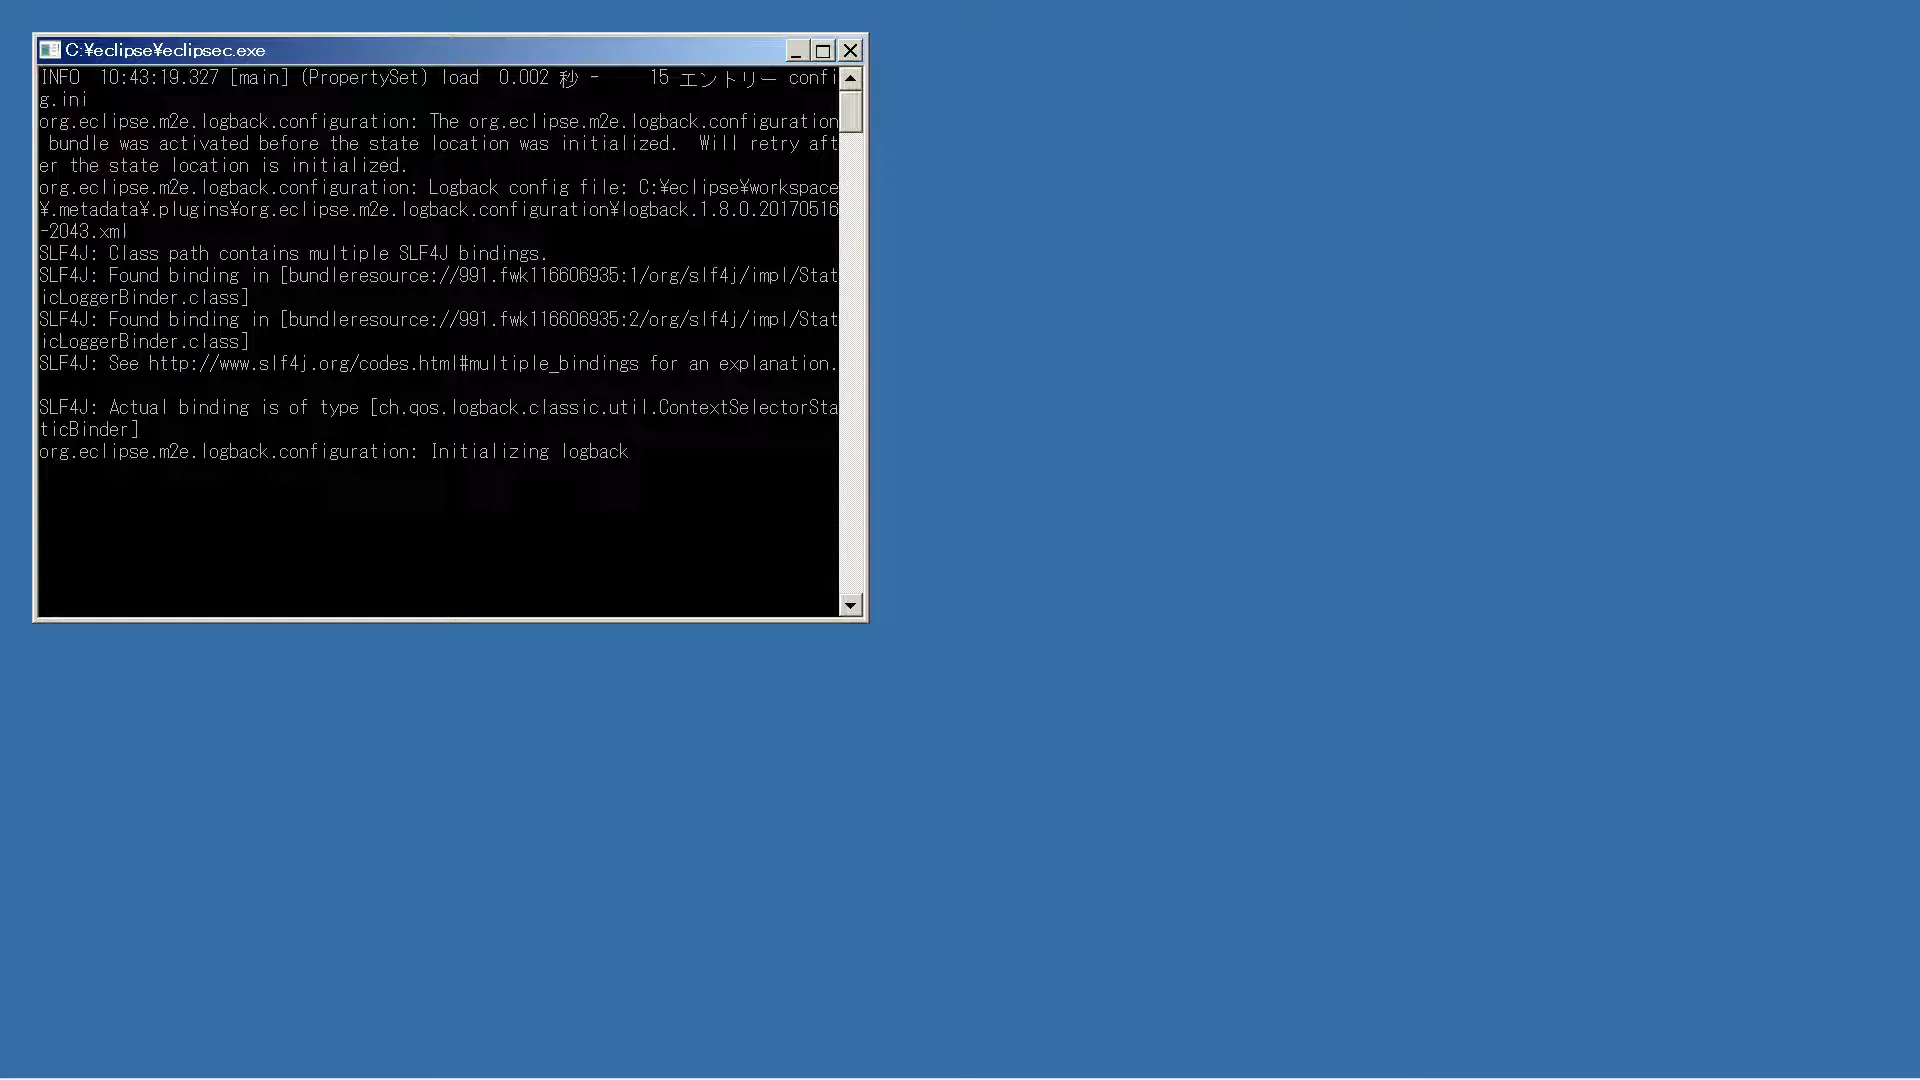 C:¥eclipse¥eclipsec.exe
INFO  10:43:19.327 [main] (PropertySet) load  0.002 秒 -     15 エントリー confi
g.ini
org.eclipse.m2e.logback.configuration: The org.eclipse.m2e.logback.configuration
 bundle was activated before the state location was initialized.  Will retry aft
er the state location is initialized.
org.eclipse.m2e.logback.configuration: Logback config file: C:¥eclipse¥workspace
¥.metadata¥.plugins¥org.eclipse.m2e.logback.configuration¥logback.1.8.0.20170516
-2043.xml
SLF4J: Class path contains multiple SLF4J bindings.
SLF4J: Found binding in [bundleresource://991.fwk116606935:1/org/slf4j/impl/Stat
icLoggerBinder.class]
SLF4J: Found binding in [bundleresource://991.fwk116606935:2/org/slf4j/impl/Stat
icLoggerBinder.class]
SLF4J: See http://www.slf4j.org/codes.html#multiple_bindings for an explanation.
SLF4J: Actual binding is of type [ch.qos.logback.classic.util.ContextSelectorSta
ticBinder]
org.eclipse.m2e.logback.configuration: Initializing logback